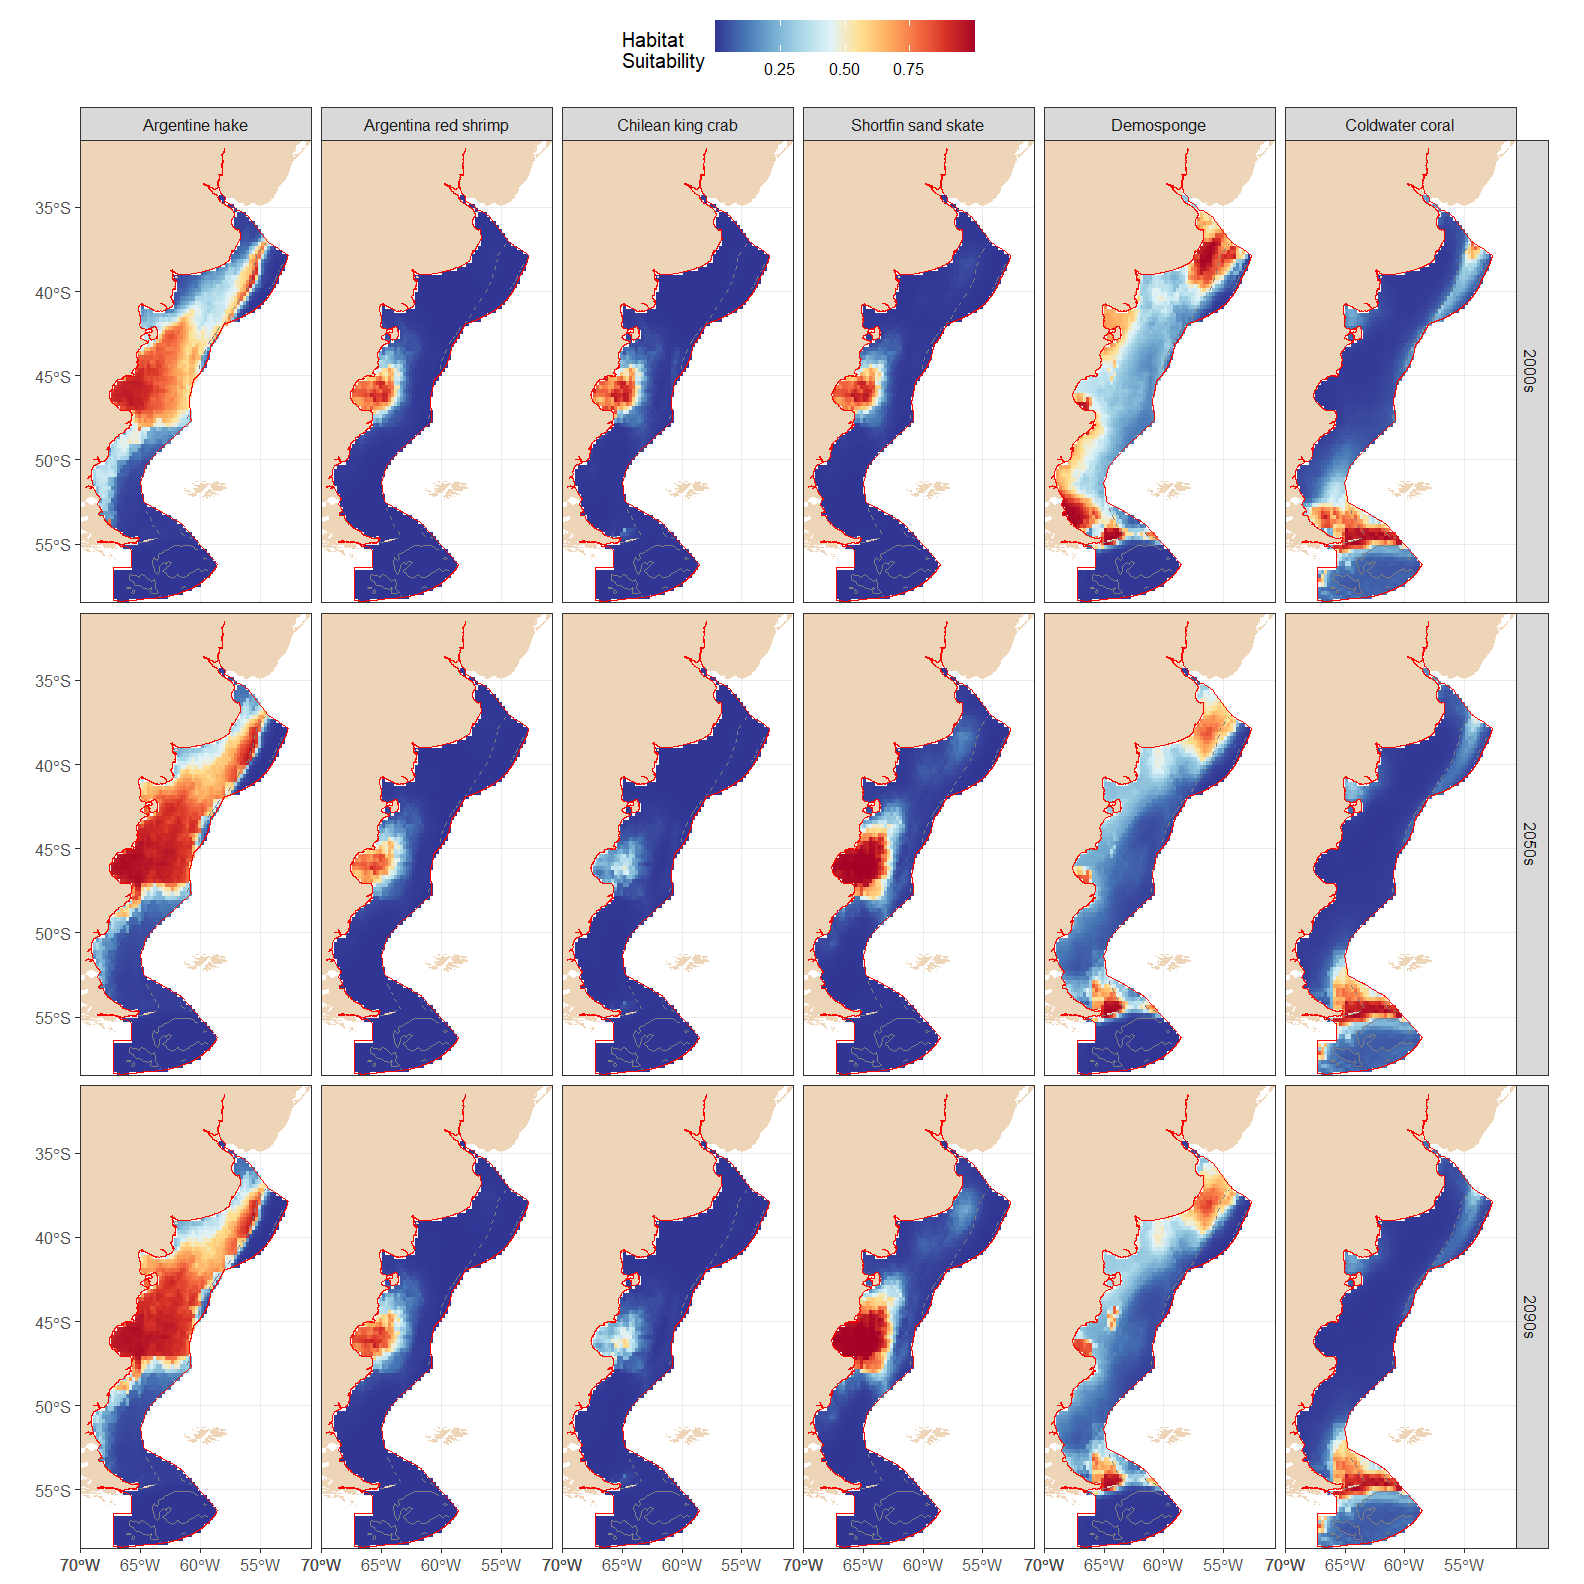 Habitat
Suitability
0.25 0.50 0.75
Argentine hake Argentina red shrimp Chilean king crab Shortfin sand skate Demosponge Coldwater coral
35°S
40°S
45°S
50°S
55°S
2000s
35°S
40°S
45°S
50°S
55°S
2050s
35°S
40°S
45°S
50°S
55°S
2090s
70°W 65°W 60°W 55°W 70°W 65°W 60°W 55°W 70°W 65°W 60°W 55°W 70°W 65°W 60°W 55°W 70°W 65°W 60°W 55°W 70°W 65°W 60°W 55°W